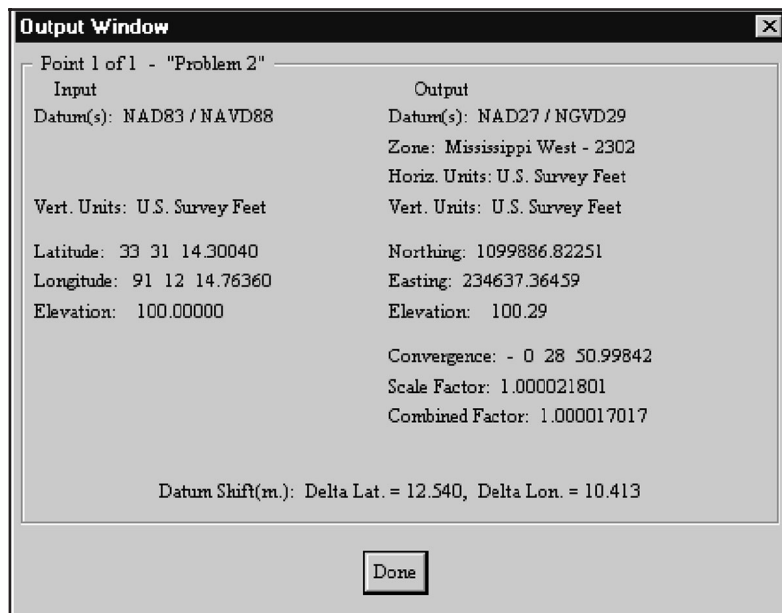 Output Window
Point 1 of 1 - "Problem 2"
Input
Datum(s): NAD83 / NAVD88
Vert. Units: U.S. Survey Feet
Latitude: 33 31 14.30040
Longitude: 91 12 14.76360
Elevation: 100.00000
Output
Datum(s): NAD27 / NGVD29
Zone: Mississippi West - 2302
Horiz. Units: U.S. Survey Feet
Vert. Units: U.S. Survey Feet
Northing: 1099886.82251
Easting: 234637.36459
Elevation: 100.29
Convergence: - 0 28 50.99842
Scale Factor: 1.000021801
Combined Factor: 1.000017017
Datum Shift(m.): Delta Lat. = 12.540, Delta Lon. = 10.413
Done